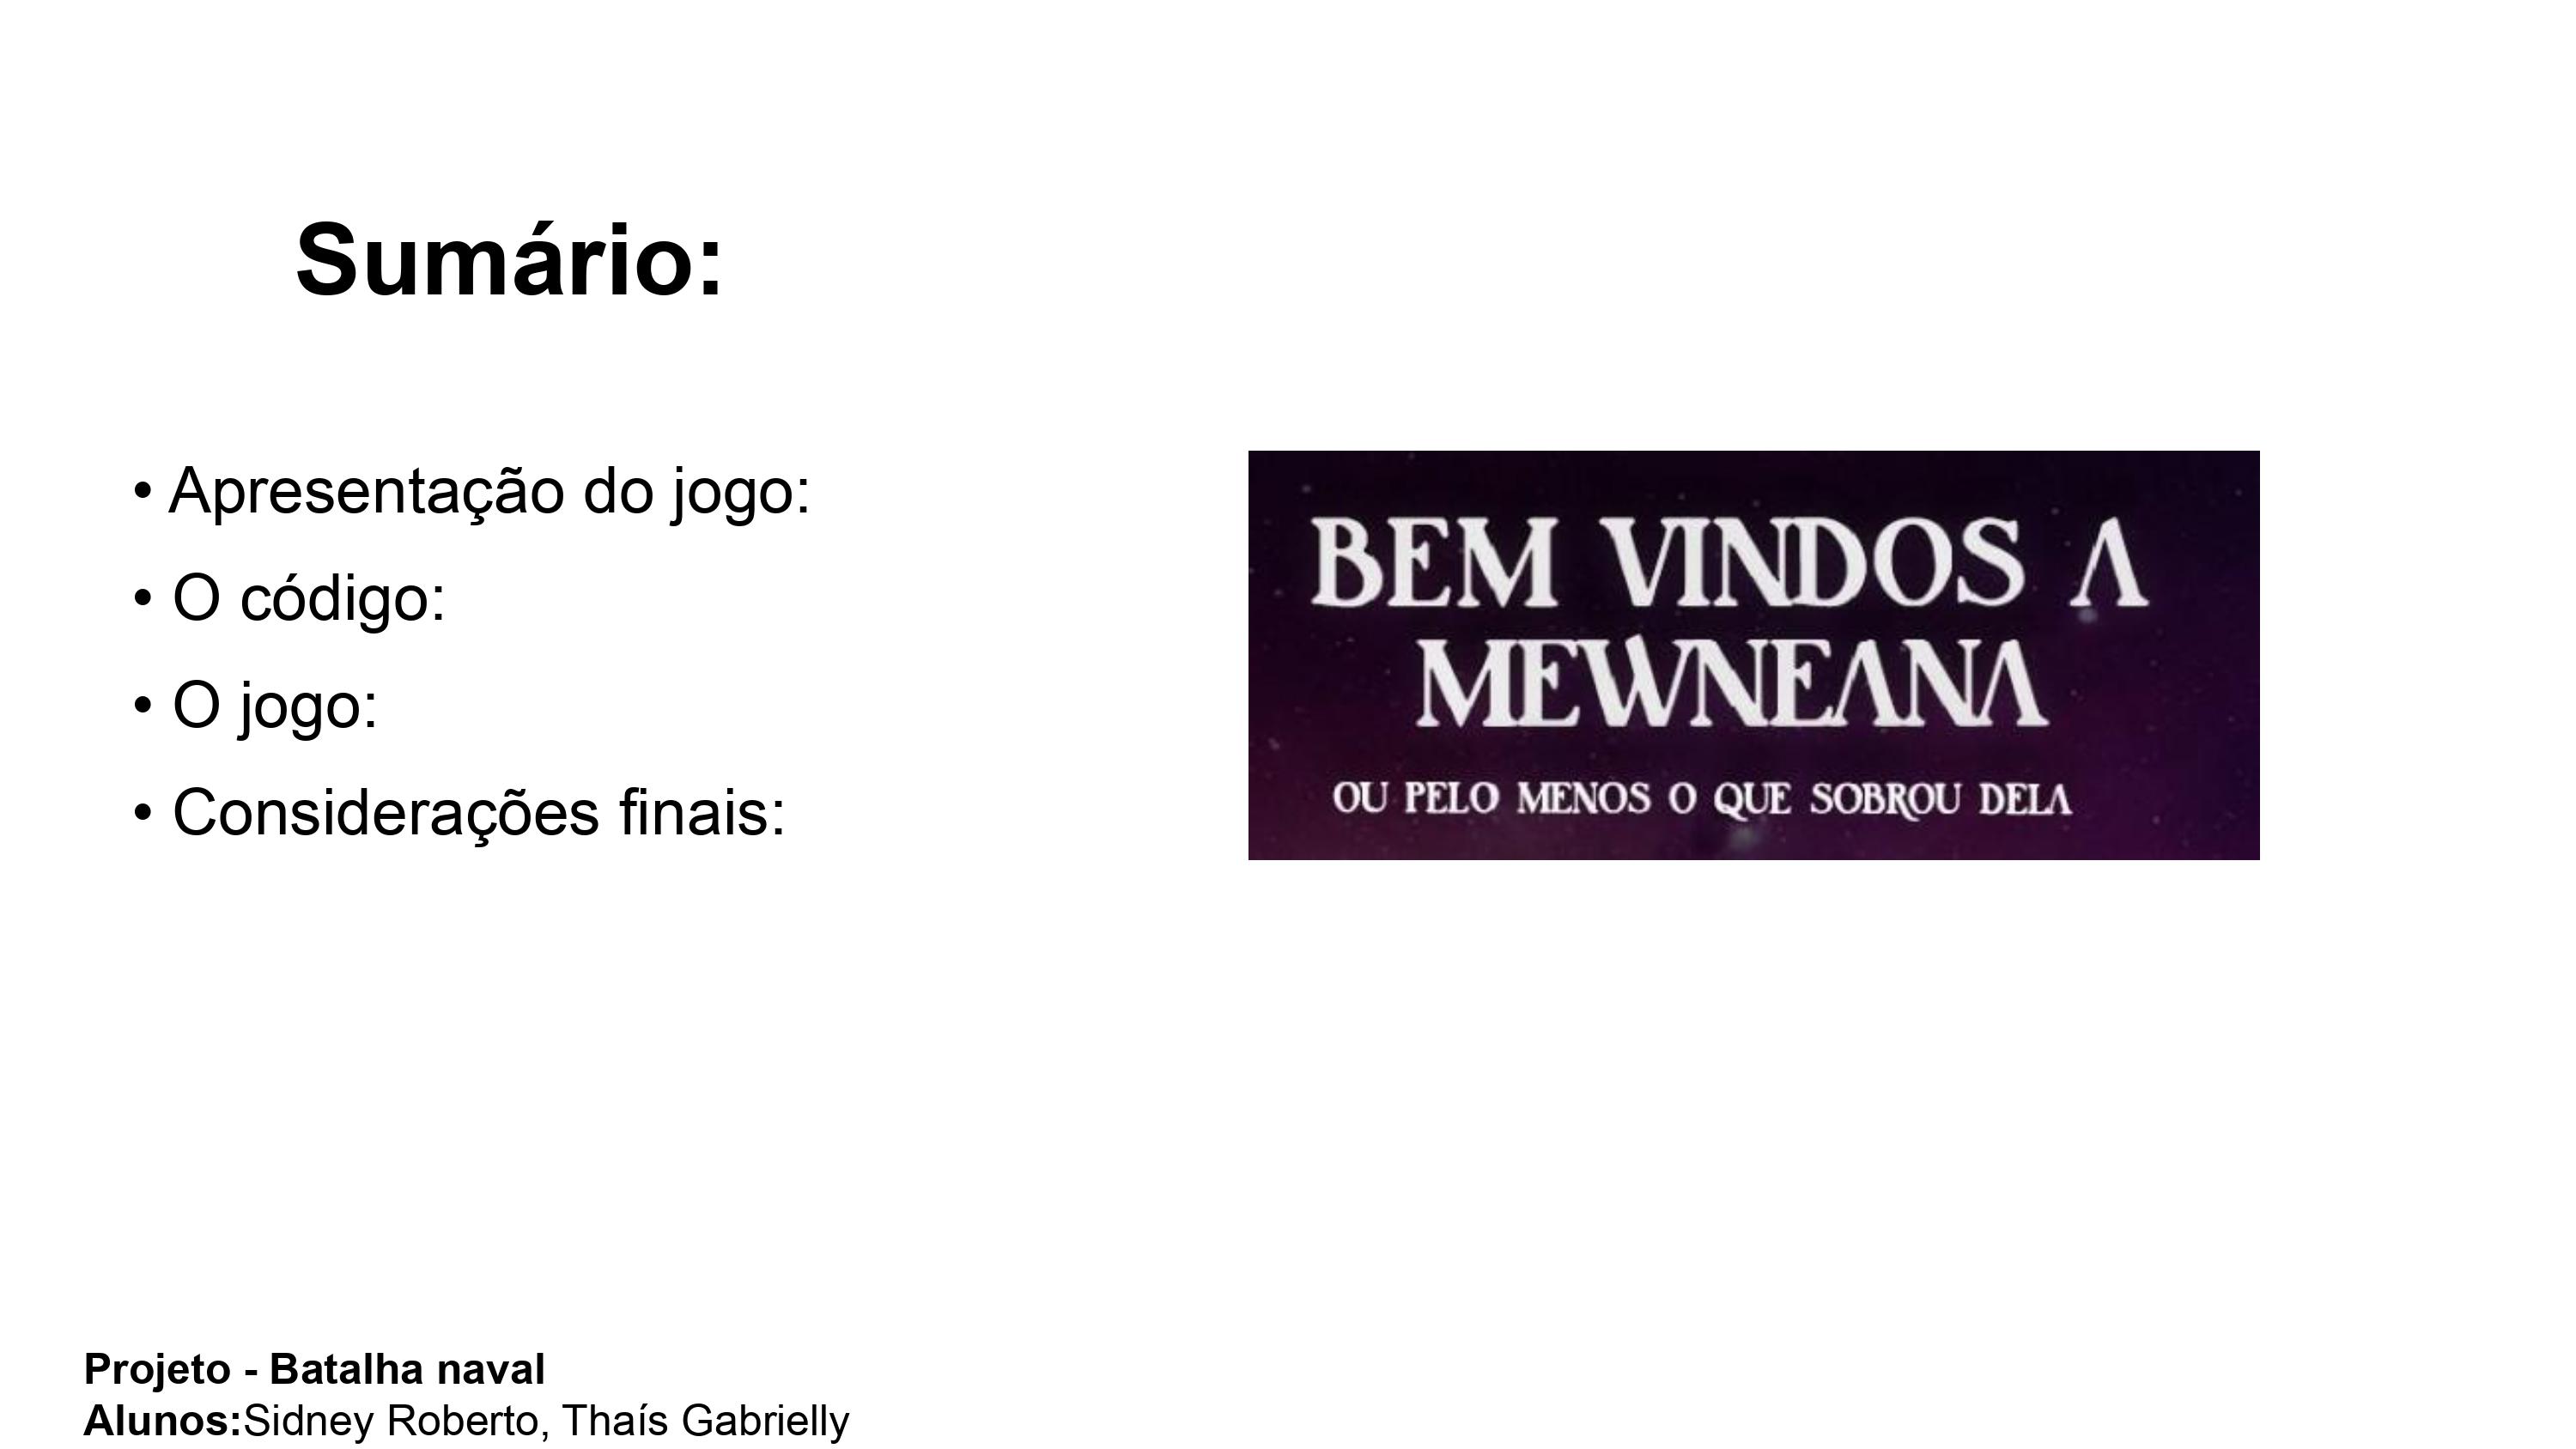 Sumário:
• Apresentação do jogo:
• O código:
• O jogo:
• Considerações finais:
BEM VINDOS A
MEWNEANA
OU PELO MENOS O QUE SOBROU DELA
Projeto - Batalha naval
Alunos:Sidney Roberto, Thaís Gabrielly